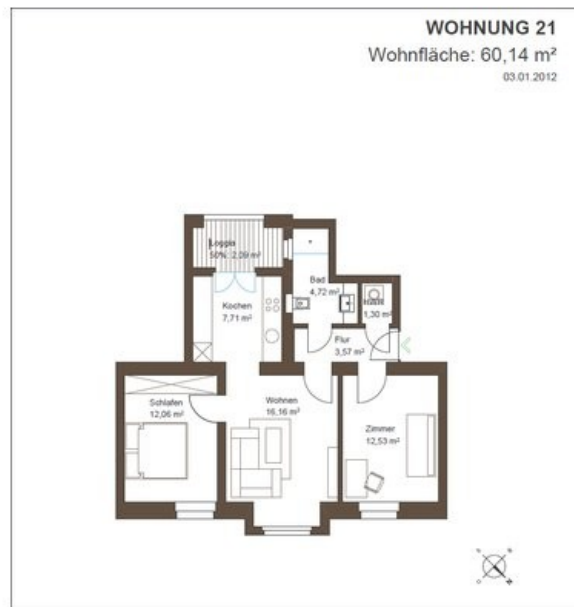 WOHNUNG 21
Wohnfläche: 60,14 m²
03.01.2012
Loggia
50% 2,09 m²
Bad
4,72 m²
Kochen
7,71 m²
1,30 m²
Flur
3,57 m²
Schlafen
12,06 m²
Wohnen
16,16 m²
Zimmer
12,53 m²